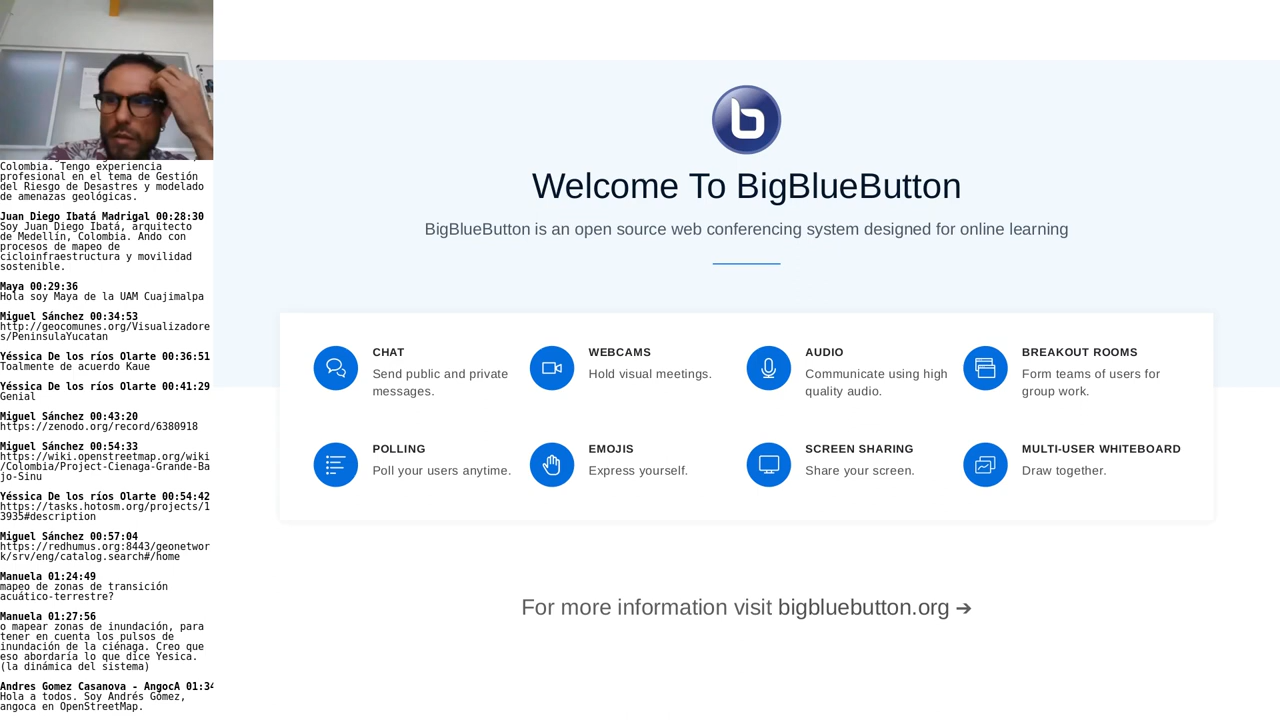 Colombia. Tengo experiencia
profesional en el tema de Gestión
del Riesgo de Desastres y modelado
de amenazas geológicas.
Juan Diego Ibatá Madrigal 00:28:30
Soy Juan Diego Ibatá, arquitecto
de Medellín, Colombia. Ando con
procesos de mapeo de
cicloinfraestructura y movilidad
sostenible.
Maya 00:29:36
Hola soy Maya de la UAM Cuajimalpa
Miguel Sánchez 00:34:53
http://geocomunes.org/Visualizadore
s/PeninsulaYucatan
Yéssica De los ríos Olarte 00:36:51
Toalmente de acuerdo Kaue
Yéssica De los ríos Olarte 00:41:29
Genial
Miguel Sánchez 00:43:20
https://zenodo.org/record/6380918
Miguel Sánchez 00:54:33
https://wiki.openstreetmap.org/wiki
/Colombia/Project-Cienaga-Grande-Ba
jo-Sinu
Yéssica De los ríos Olarte 00:54:42
https://tasks.hotosm.org/projects/1
3935#description
Miguel Sánchez 00:57:04
https://redhumus.org:8443/geonetwor
k/srv/eng/catalog.search#/home
Manuela 01:24:49
mapeo de zonas de transición
acuático-terrestre?
Manuela 01:27:56
o mapear zonas de inundación, para
tener en cuenta los pulsos de
inundación de la ciénaga. Creo que
eso abordaría lo que dice Yesica.
(la dinámica del sistema)
Andres Gomez Casanova - AngocA 01:34
Hola a todos. Soy Andrés Gómez,
angoca en OpenStreetMap.
b
Welcome To BigBlueButton
BigBlueButton is an open source web conferencing system designed for online learning
CHAT
Send public and private
messages.
WEBCAMS
Hold visual meetings.
AUDIO
Communicate using high
quality audio.
BREAKOUT ROOMS
Form teams of users for
group work.
POLLING
Poll your users anytime.
EMOJIS
Express yourself.
SCREEN SHARING
Share your screen.
MULTI-USER WHITEBOARD
Draw together.
For more information visit bigbluebutton.org ➔